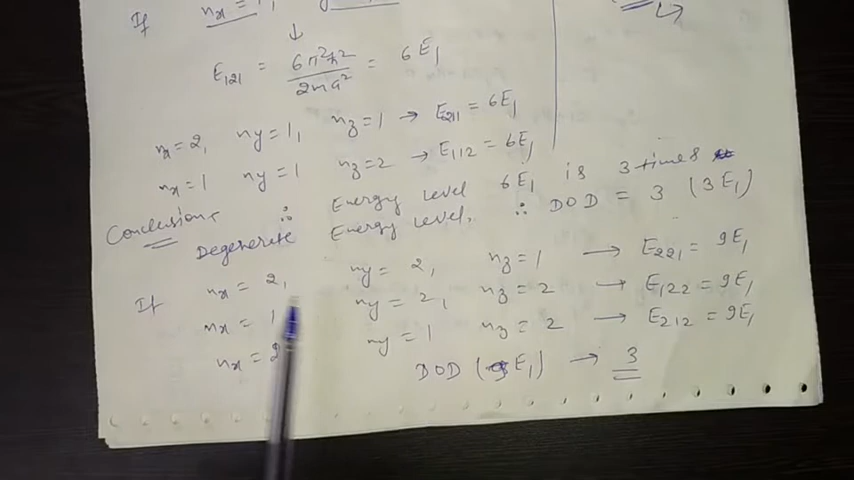 If nx = 1,
↓
E121 = 6π²ħ² / 2ma² = 6E1
nx = 2, ny = 1, nz = 1 → E211 = 6E1
nx = 1 ny = 1 nz = 2 → E112 = 6E1
Conclusion:- ∴ Energy level 6E1 is 3 times
Degenerate Energy level. ∴ DOD = 3 (3E1)
If nx = 2, ny = 2, nz = 1 → E221 = 9E1
nx = 1 ny = 2, nz = 2 → E122 = 9E1
nx = 2 ny = 1 nz = 2 → E212 = 9E1
DOD (9E1) → 3